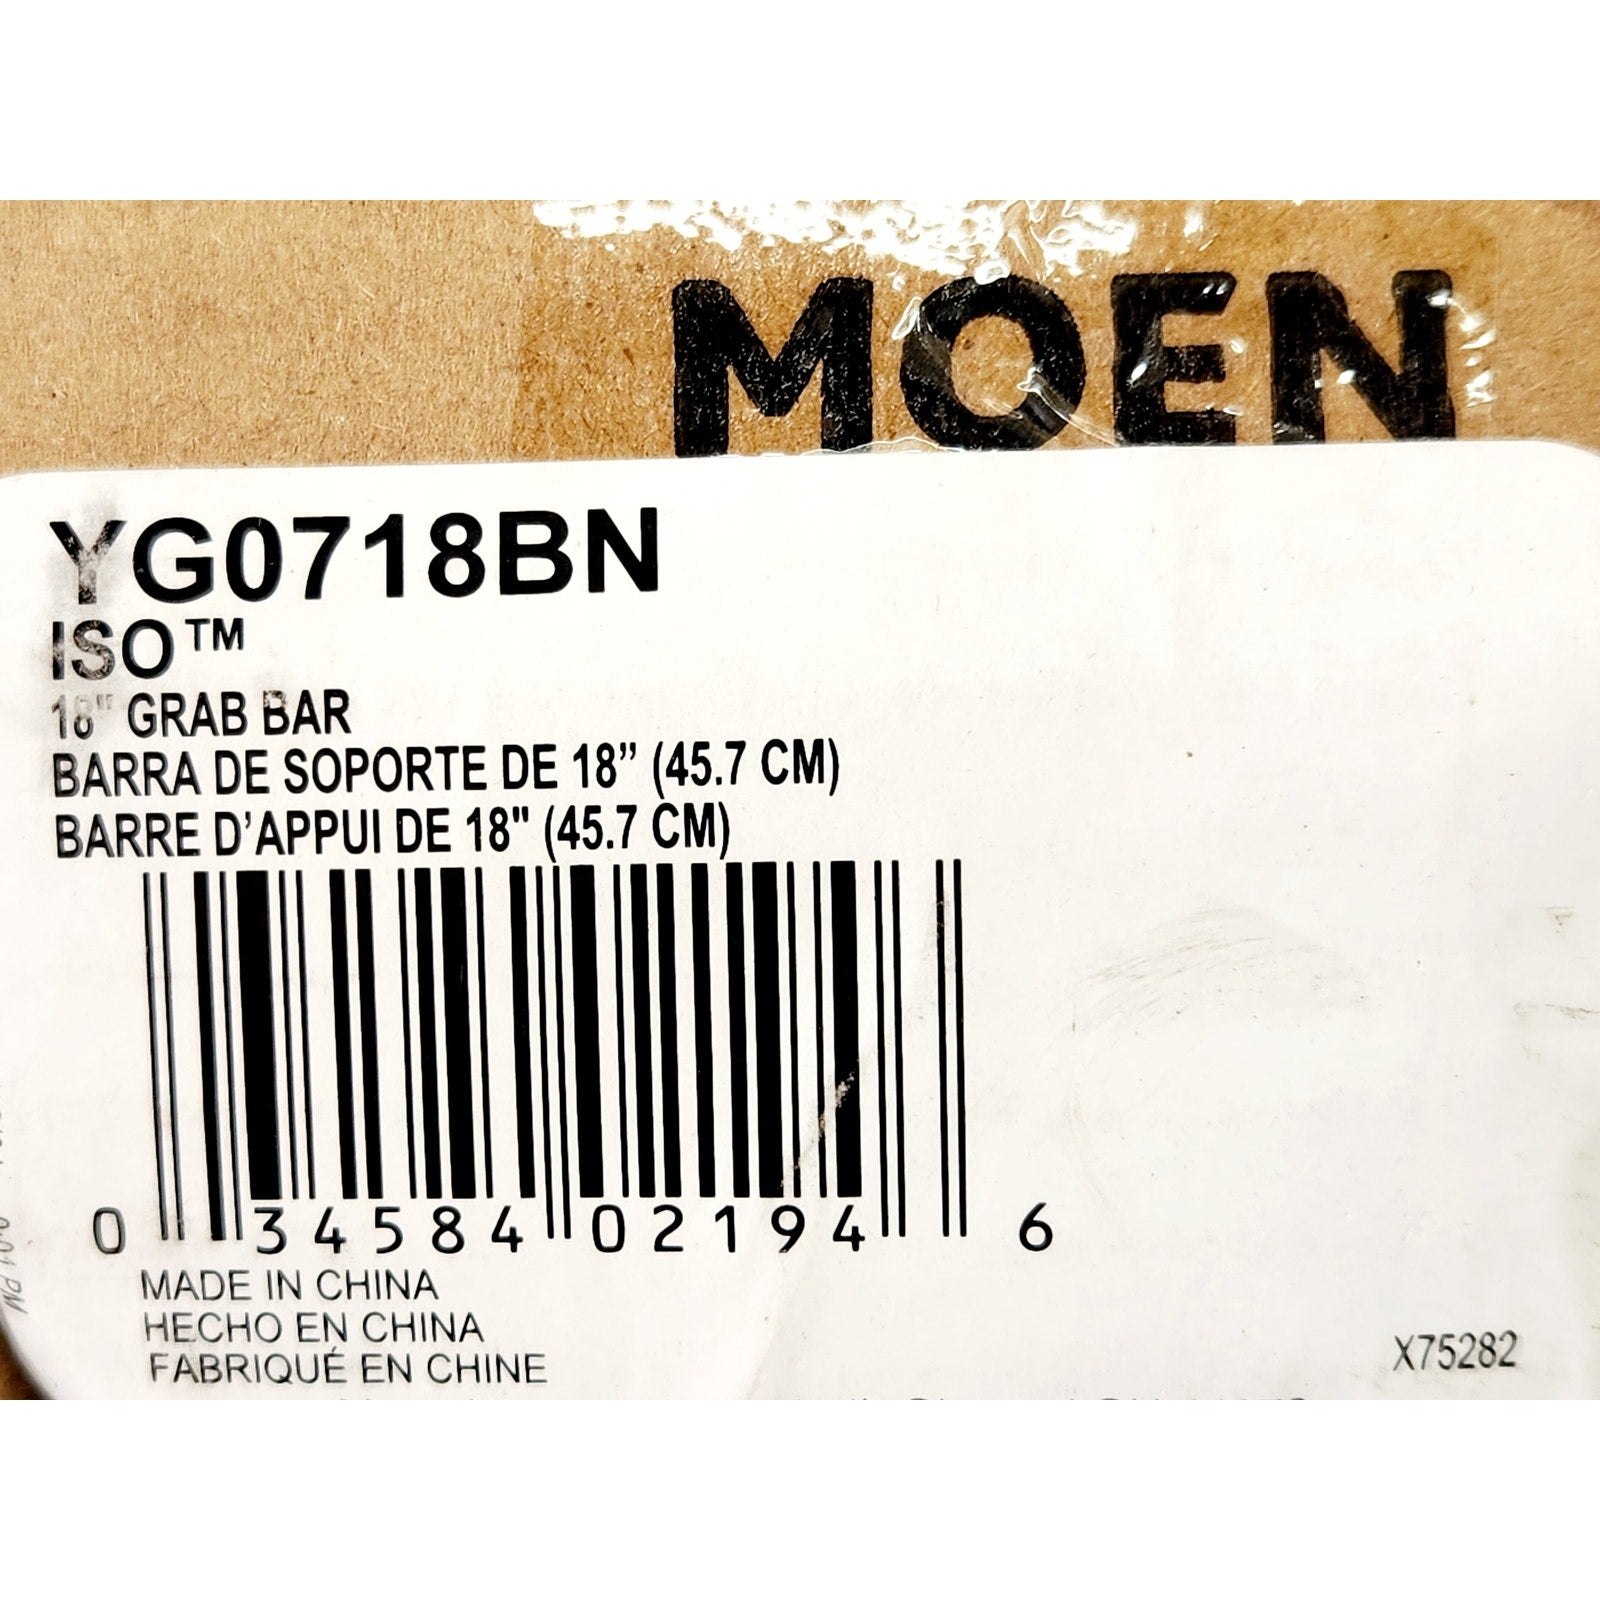 MOEN
YG0718BN
ISO™
18" GRAB BAR
BARRA DE SOPORTE DE 18” (45.7 CM)
BARRE D’APPUI DE 18" (45.7 CM)
0 34584 02194 6
MADE IN CHINA
HECHO EN CHINA
FABRIQUÉ EN CHINE
X75282